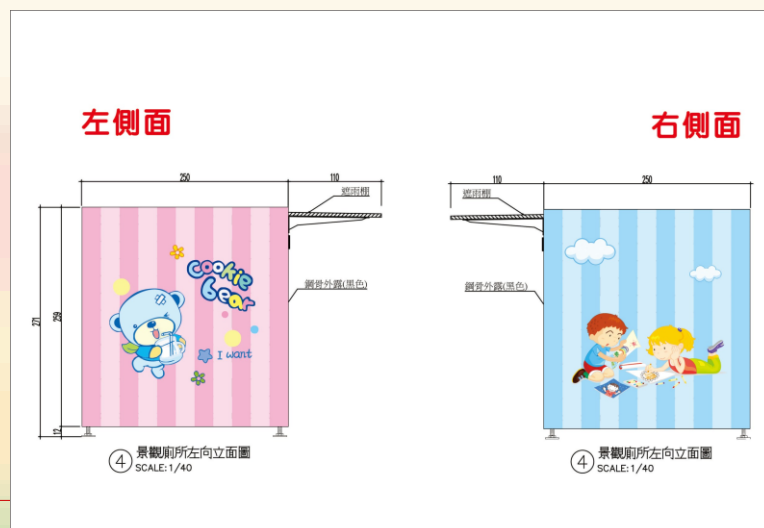 左側面
250
110
遮雨棚
cookie
bear
鋼骨外露(黑色)
271
259
I want
12
4
景觀廁所左向立面圖
SCALE:1/40
右側面
110
250
遮雨棚
鋼骨外露(黑色)
4
景觀廁所左向立面圖
SCALE:1/40